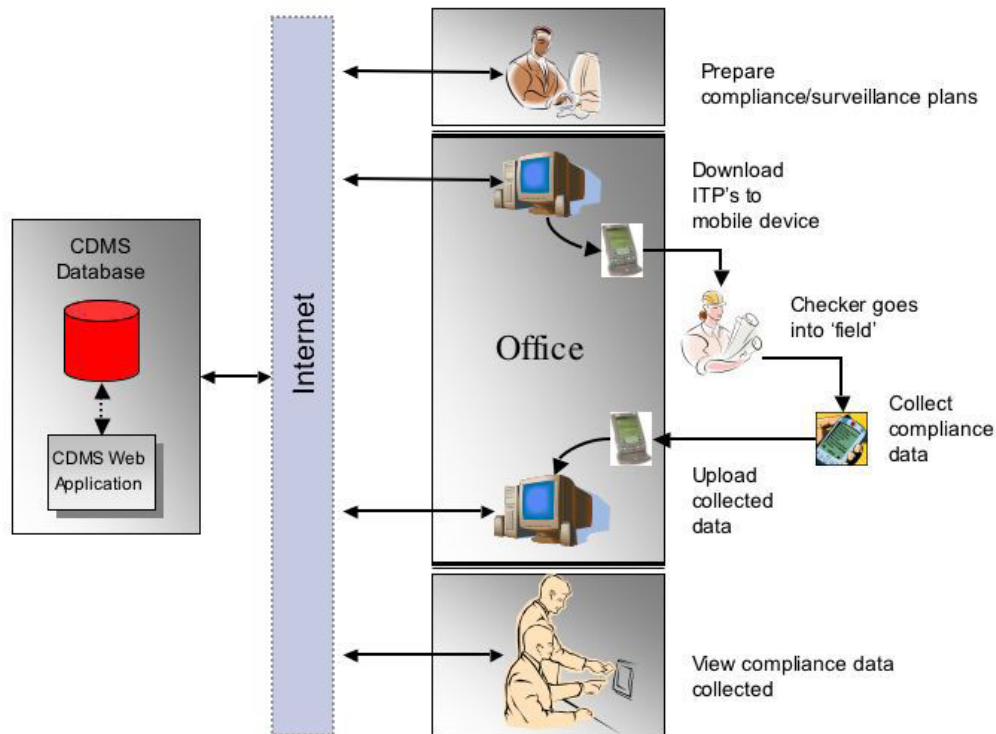 Prepare
compliance/surveillance plans
Download
ITP's to
mobile device
CDMS
Database
Internet
Office
Checker goes
into ‘field’
Collect
compliance
data
CDMS Web
Application
Upload
collected
data
View compliance data
collected